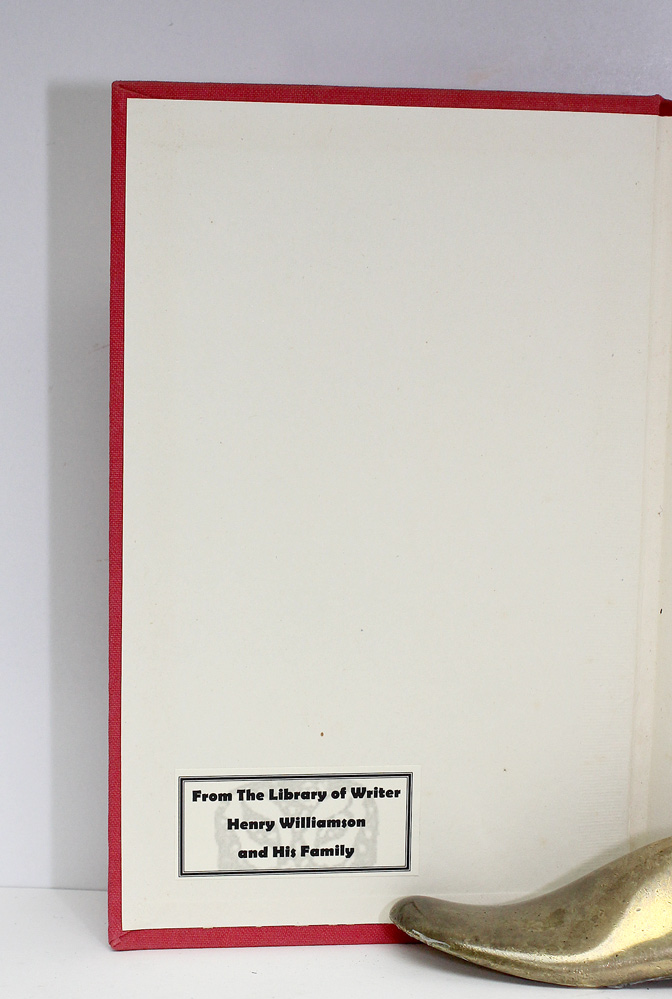 From The Library of Writer
Henry Williamson
and His Family